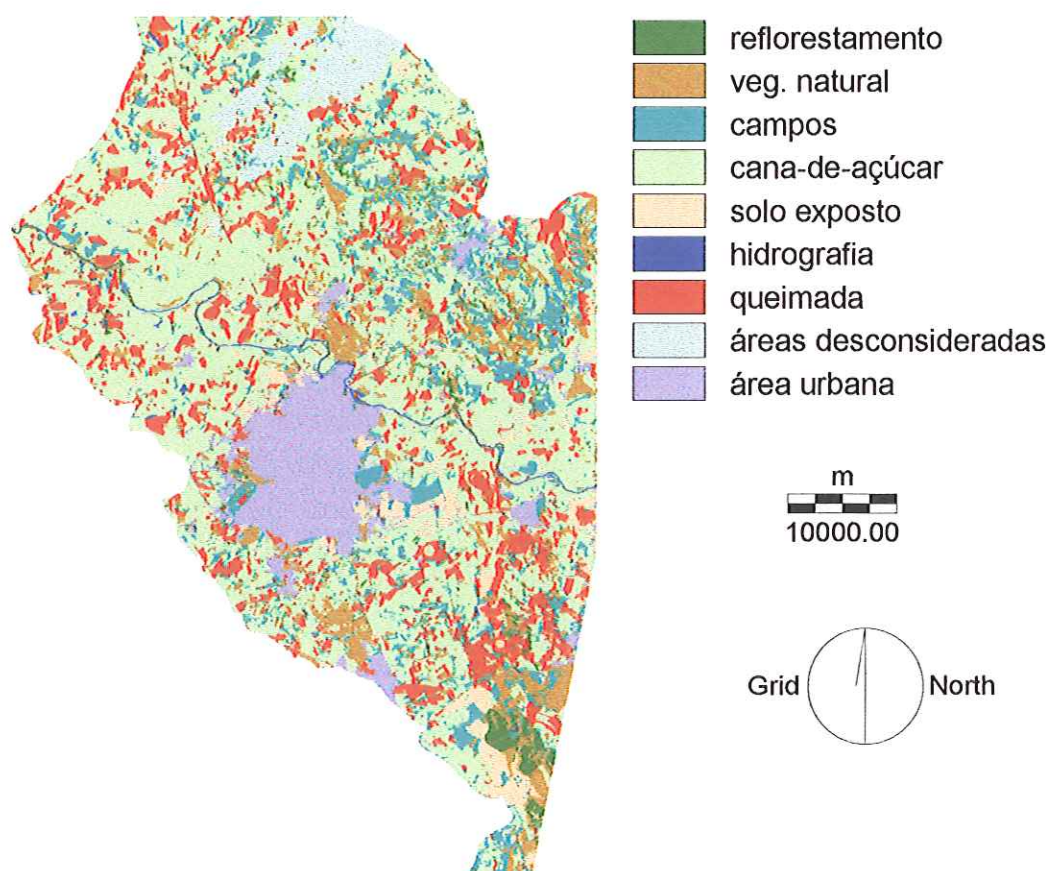 reflorestamento
veg. natural
campos
cana-de-açúcar
solo exposto
hidrografia
queimada
áreas desconsideradas
área urbana
m
10000.00
Grid North